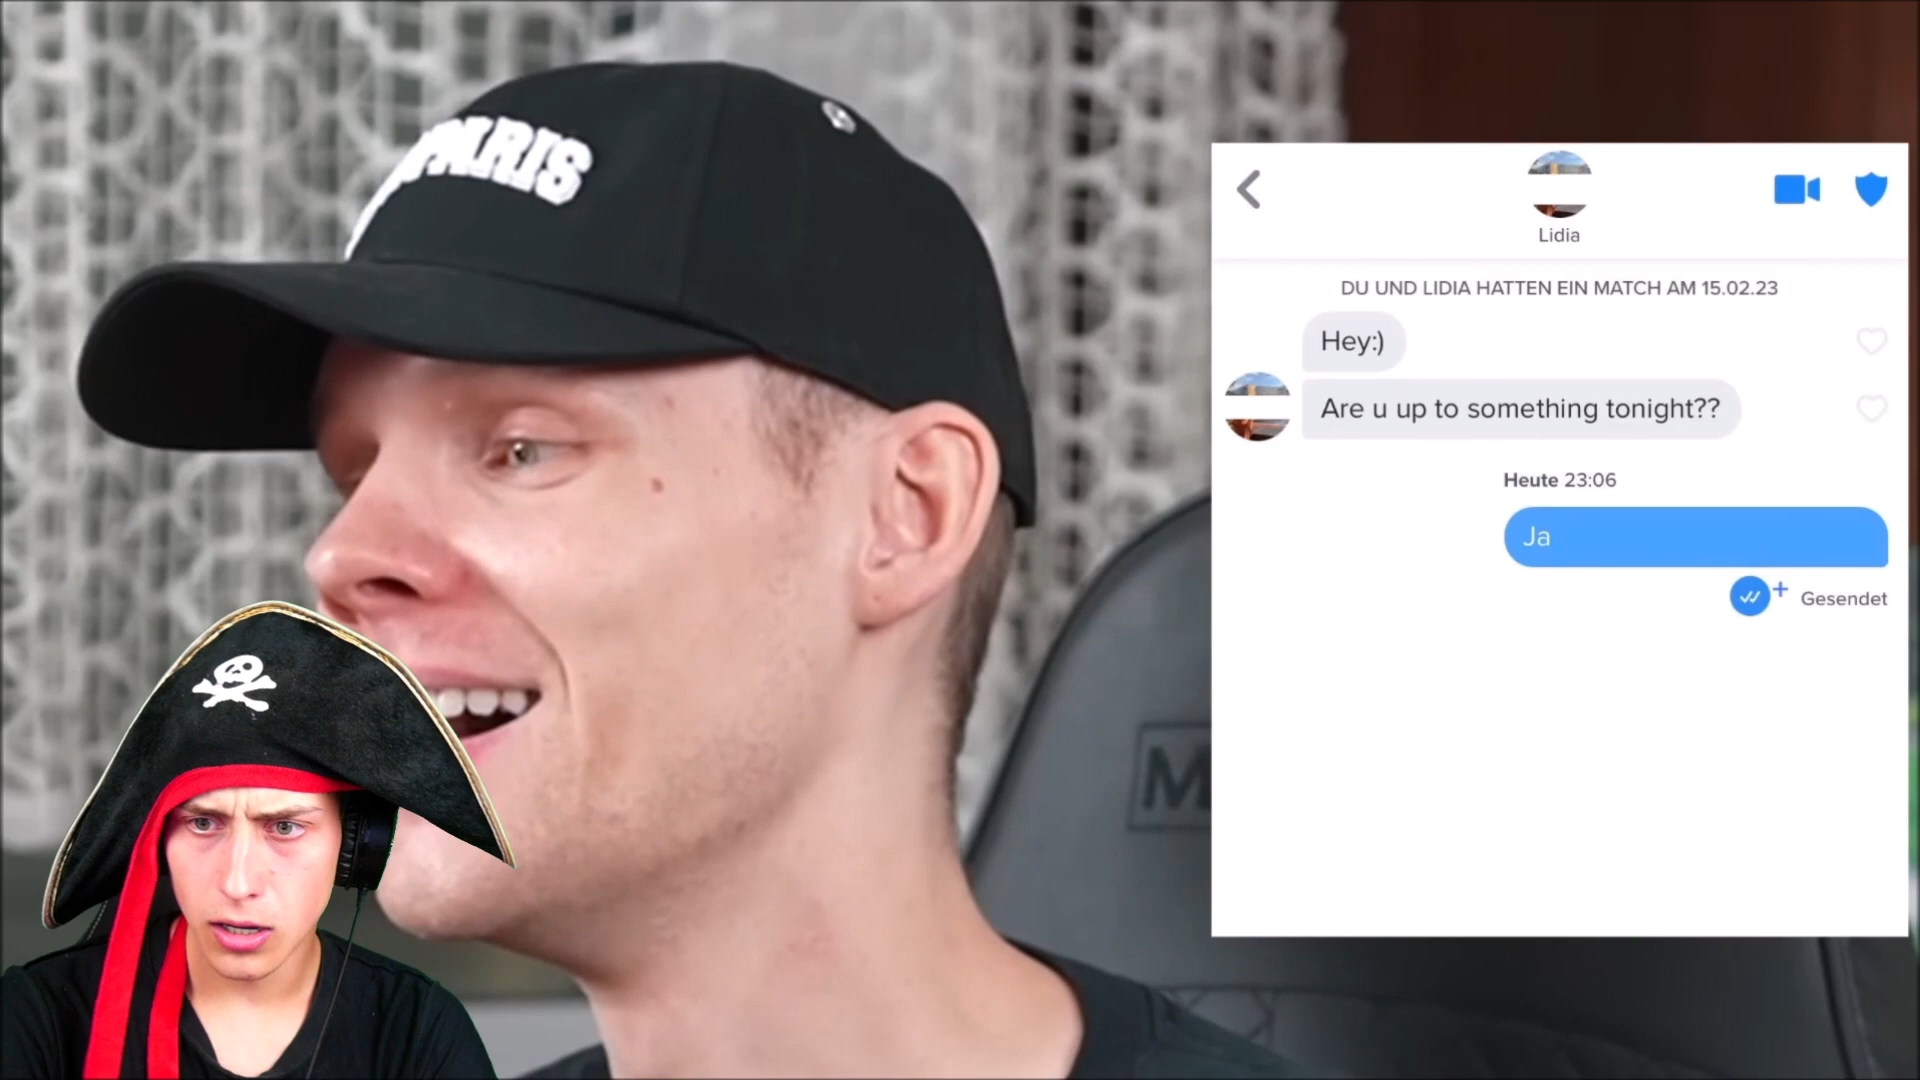 PARIS
Lidia
DU UND LIDIA HATTEN EIN MATCH AM 15.02.23
Hey:)
Are u up to something tonight??
Heute 23:06
Ja
Gesendet
M